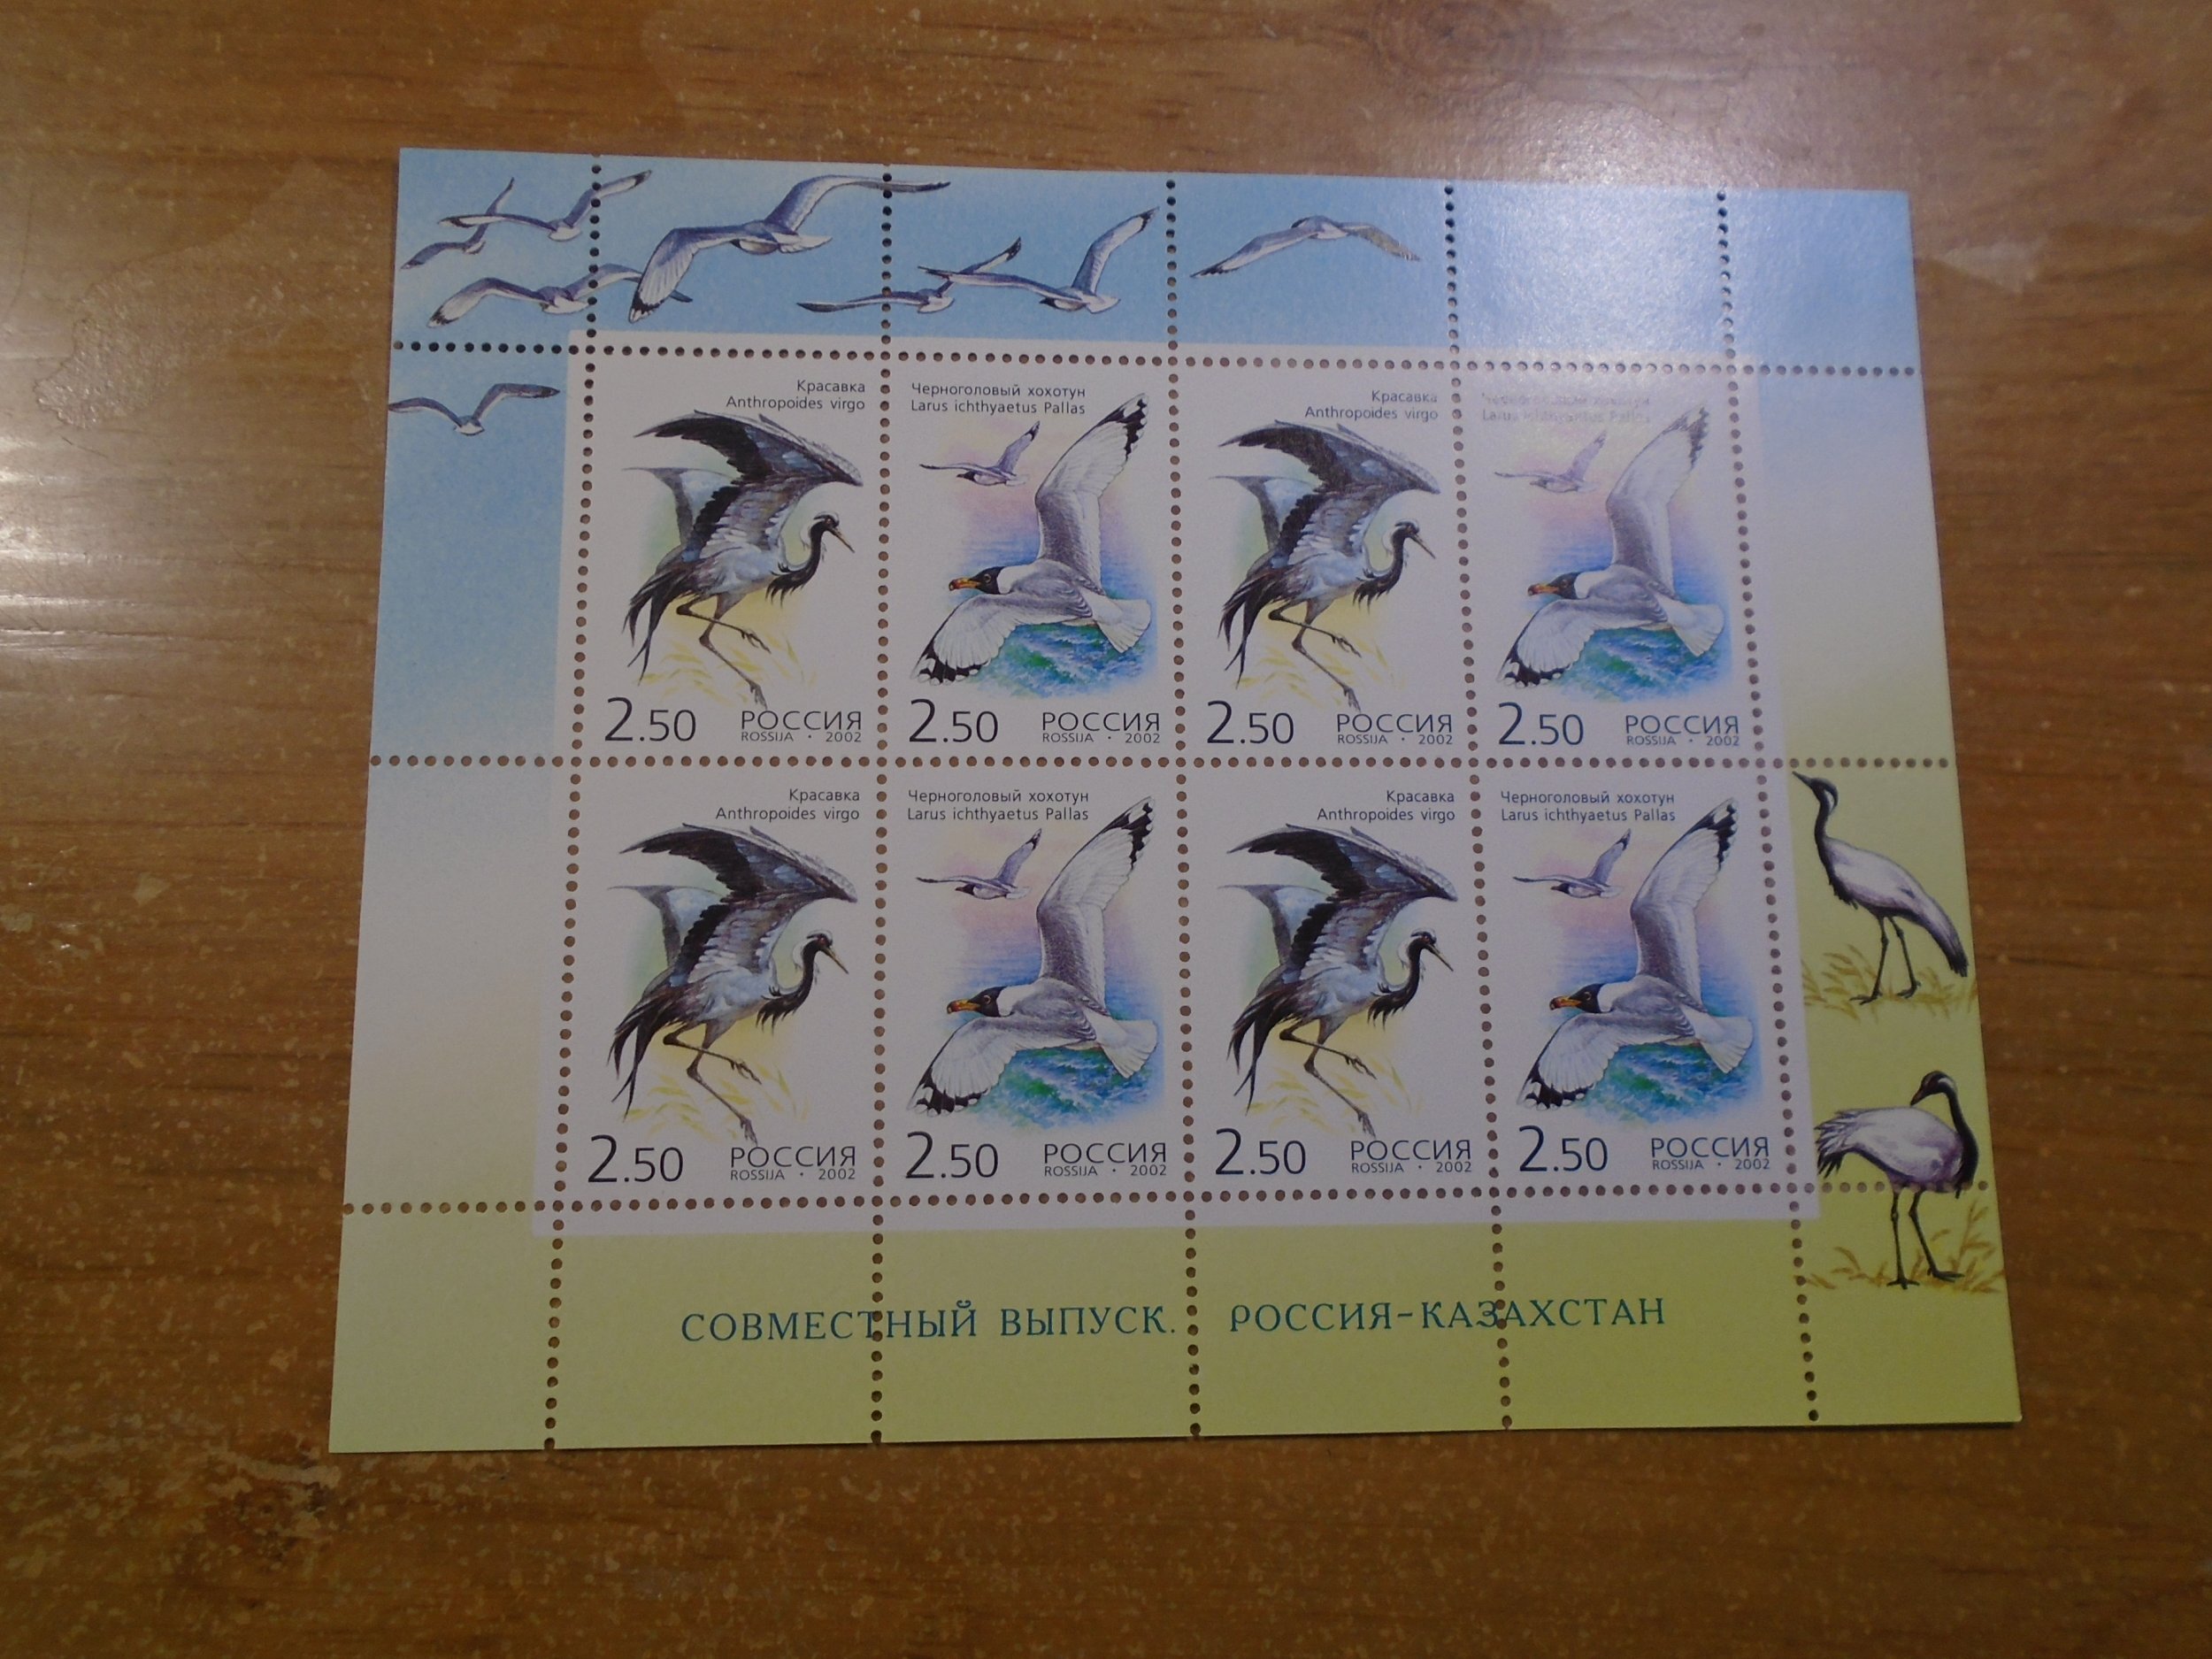 Красавка
Anthropoides virgo
Черноголовый хохотун
Larus ichthyaetus Pallas
Красавка
Anthropoides virgo
Черноголовый хохотун
Larus ichthyaetus Pallas
2.50 РОССИЯ
ROSSIJA · 2002
2.50 РОССИЯ
ROSSIJA · 2002
2.50 РОССИЯ
ROSSIJA · 2002
2.50 РОССИЯ
ROSSIJA · 2002
Красавка
Anthropoides virgo
Черноголовый хохотун
Larus ichthyaetus Pallas
Красавка
Anthropoides virgo
Черноголовый хохотун
Larus ichthyaetus Pallas
2.50 РОССИЯ
ROSSIJA · 2002
2.50 РОССИЯ
ROSSIJA · 2002
2.50 РОССИЯ
ROSSIJA · 2002
2.50 РОССИЯ
ROSSIJA · 2002
СОВМЕСТНЫЙ ВЫПУСК. РОССИЯ-КАЗАХСТАН